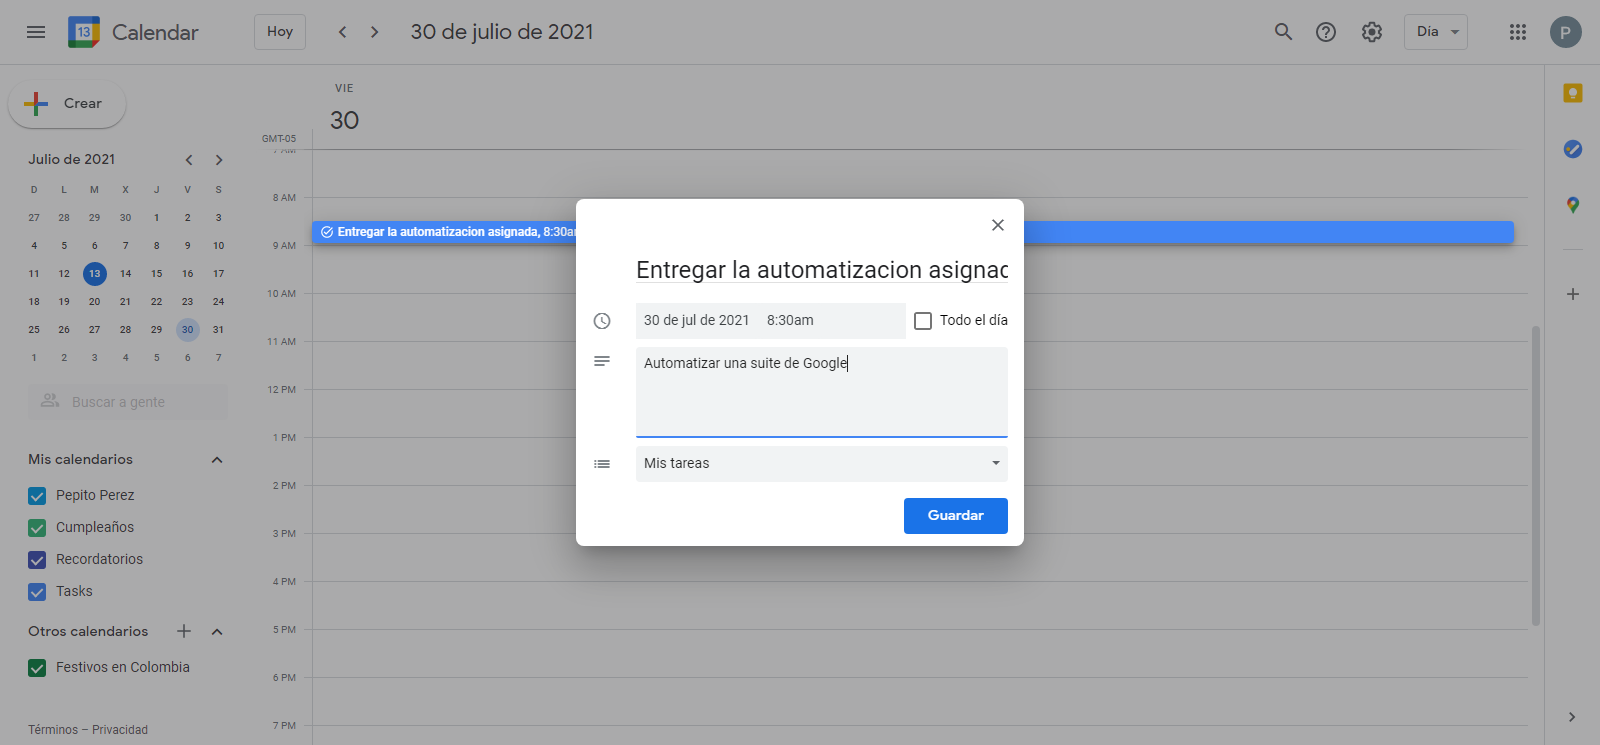 13 Calendar Hoy 30 de julio de 2021 Día P
Crear
VIE
30
GMT-05
Julio de 2021
D L M X J V S
27 28 29 30 1 2 3
4 5 6 7 8 9 10
11 12 13 14 15 16 17
18 19 20 21 22 23 24
25 26 27 28 29 30 31
1 2 3 4 5 6 7
Buscar a gente
Mis calendarios
Pepito Perez
Cumpleaños
Recordatorios
Tasks
Otros calendarios
Festivos en Colombia
Términos – Privacidad
7 AM
8 AM
Entregar la automatizacion asignada, 8:30am
9 AM
10 AM
11 AM
12 PM
1 PM
2 PM
3 PM
4 PM
5 PM
6 PM
7 PM
Entregar la automatizacion asignad
30 de jul de 2021 8:30am Todo el día
Automatizar una suite de Google
Mis tareas
Guardar